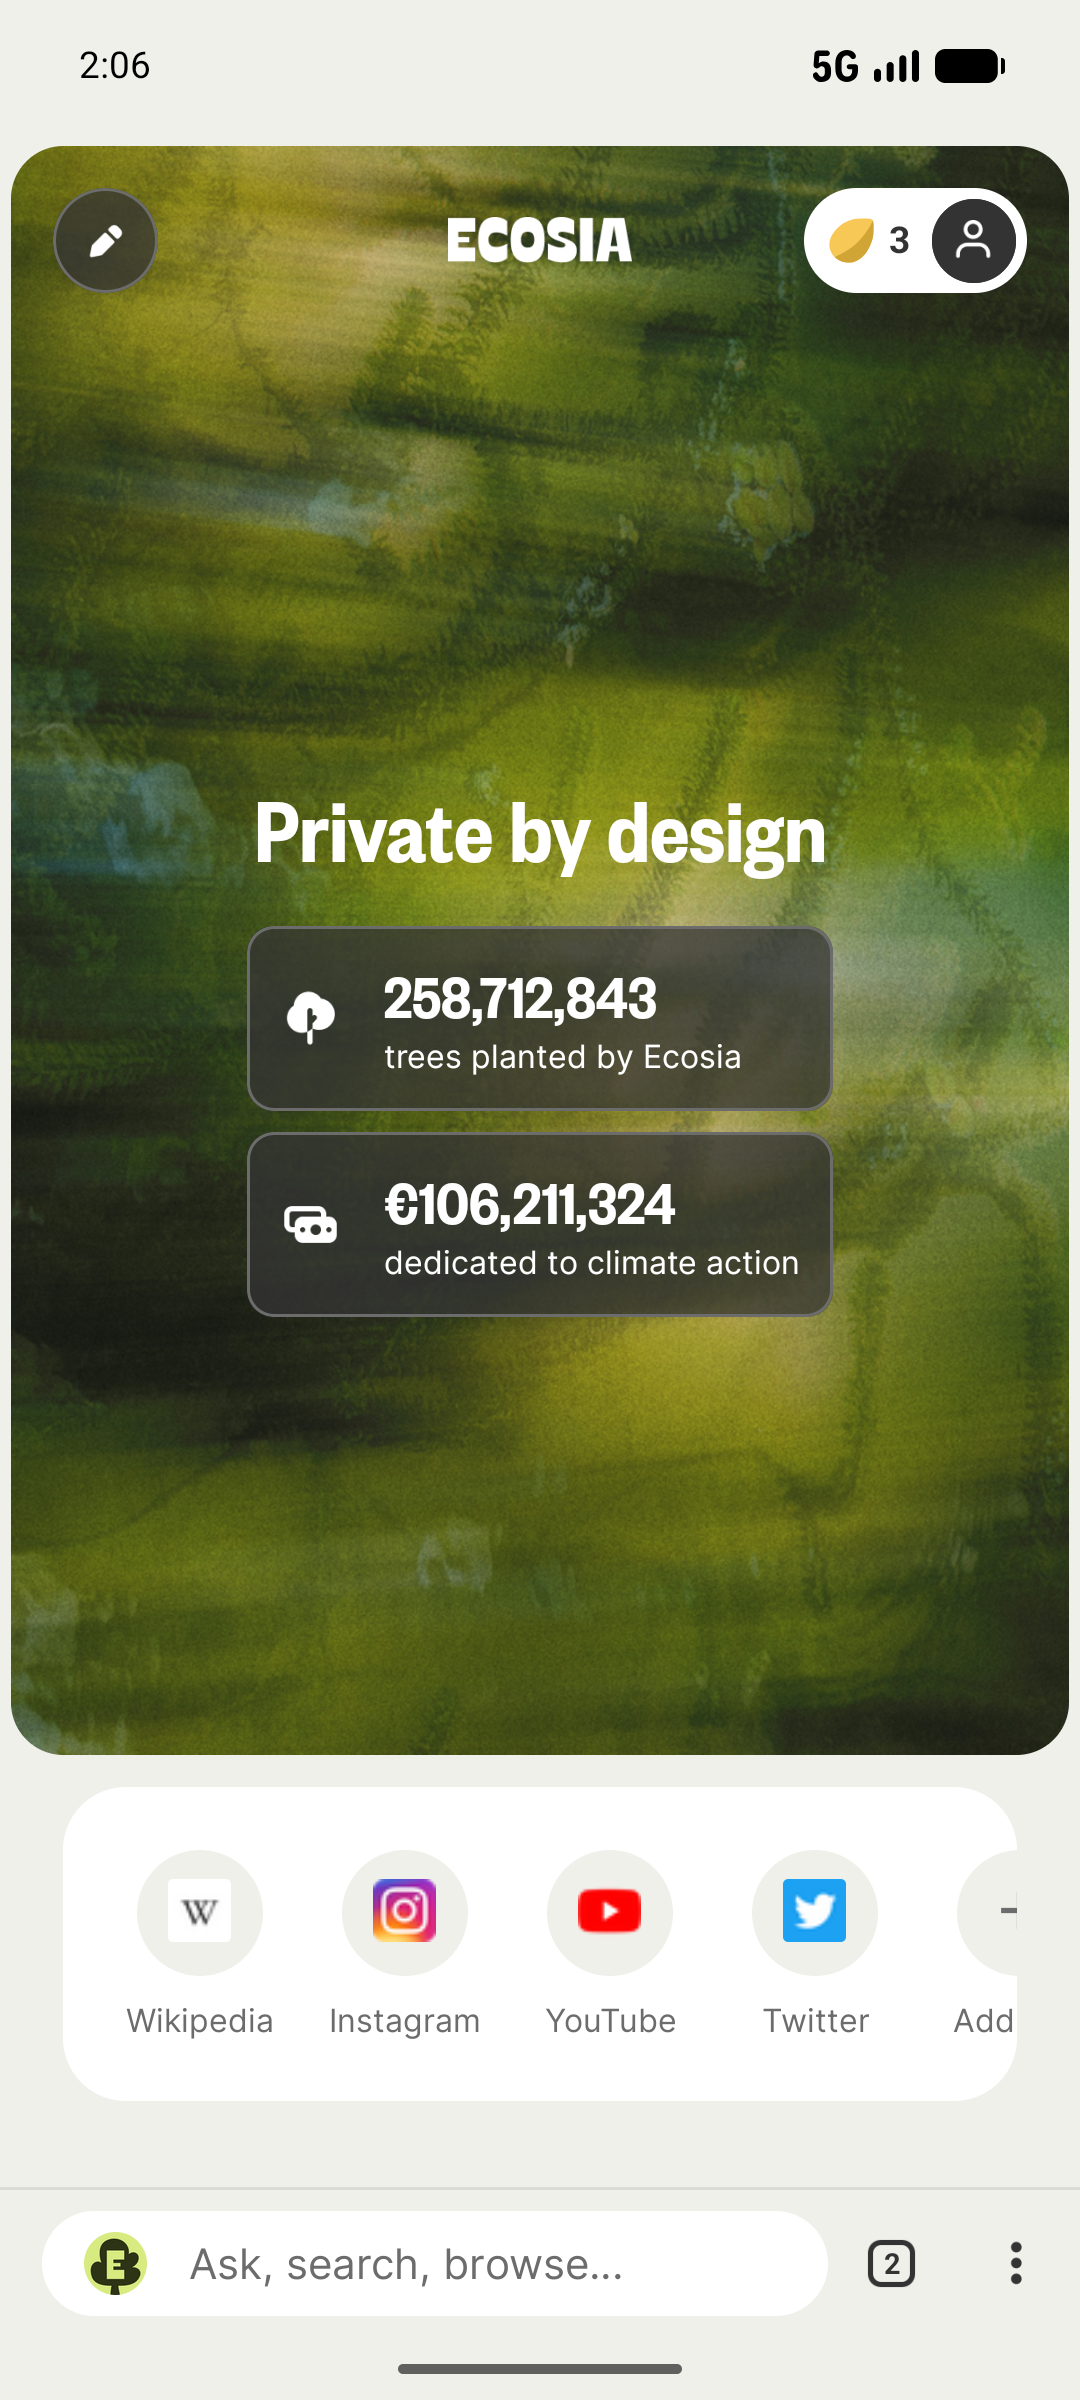 2:06
5G
ECOSIA
3
Private by design
258,712,843
trees planted by Ecosia
€106,211,324
dedicated to climate action
W
Wikipedia
Instagram
YouTube
Twitter
Add
E
Ask, search, browse...
2